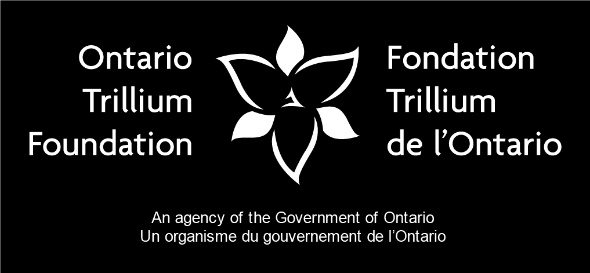 Ontario
Trillium
Foundation
Fondation
Trillium
de l'Ontario
An agency of the Government of Ontario
Un organisme du gouvernement de l'Ontario